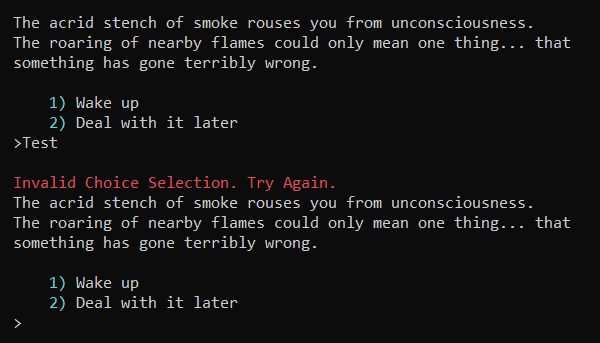 The acrid stench of smoke rouses you from unconsciousness.
The roaring of nearby flames could only mean one thing... that
something has gone terribly wrong.
1) Wake up
2) Deal with it later
>Test
Invalid Choice Selection. Try Again.
The acrid stench of smoke rouses you from unconsciousness.
The roaring of nearby flames could only mean one thing... that
something has gone terribly wrong.
1) Wake up
2) Deal with it later
>